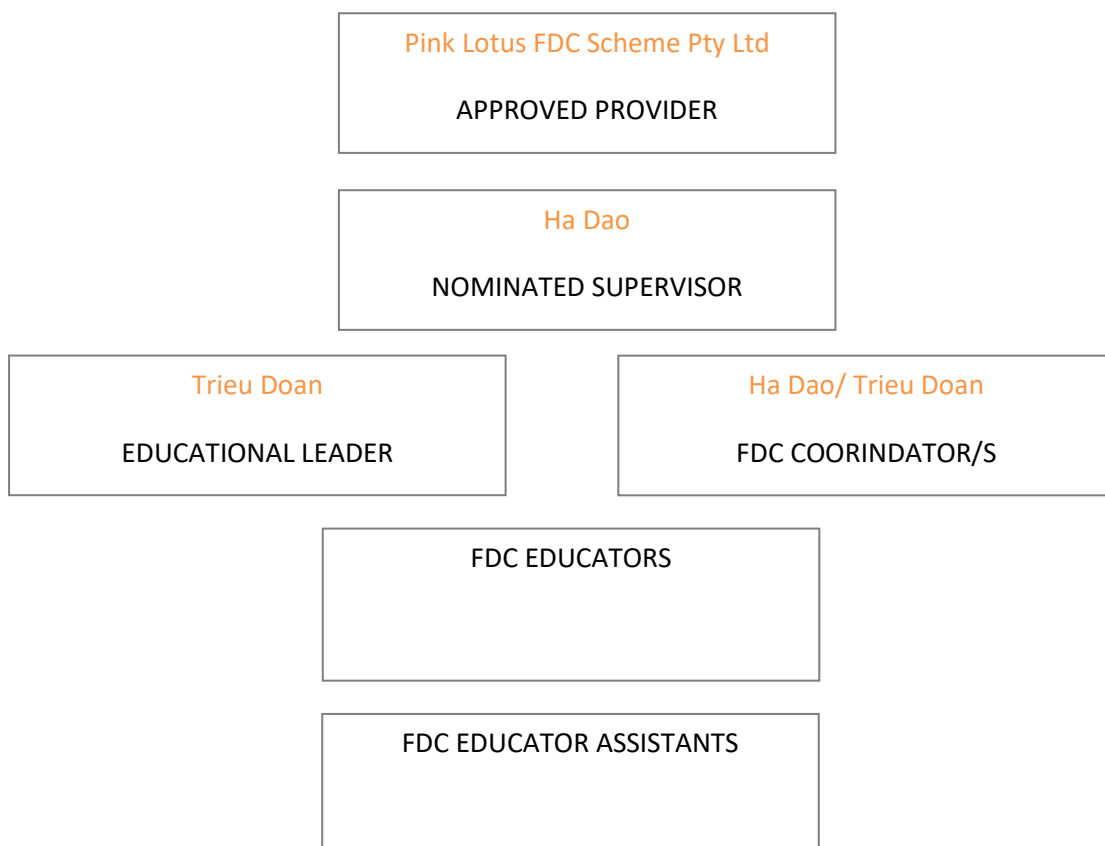 Pink Lotus FDC Scheme Pty Ltd
APPROVED PROVIDER
Ha Dao
NOMINATED SUPERVISOR
Trieu Doan
EDUCATIONAL LEADER
Ha Dao/ Trieu Doan
FDC COORINDATOR/S
FDC EDUCATORS
FDC EDUCATOR ASSISTANTS